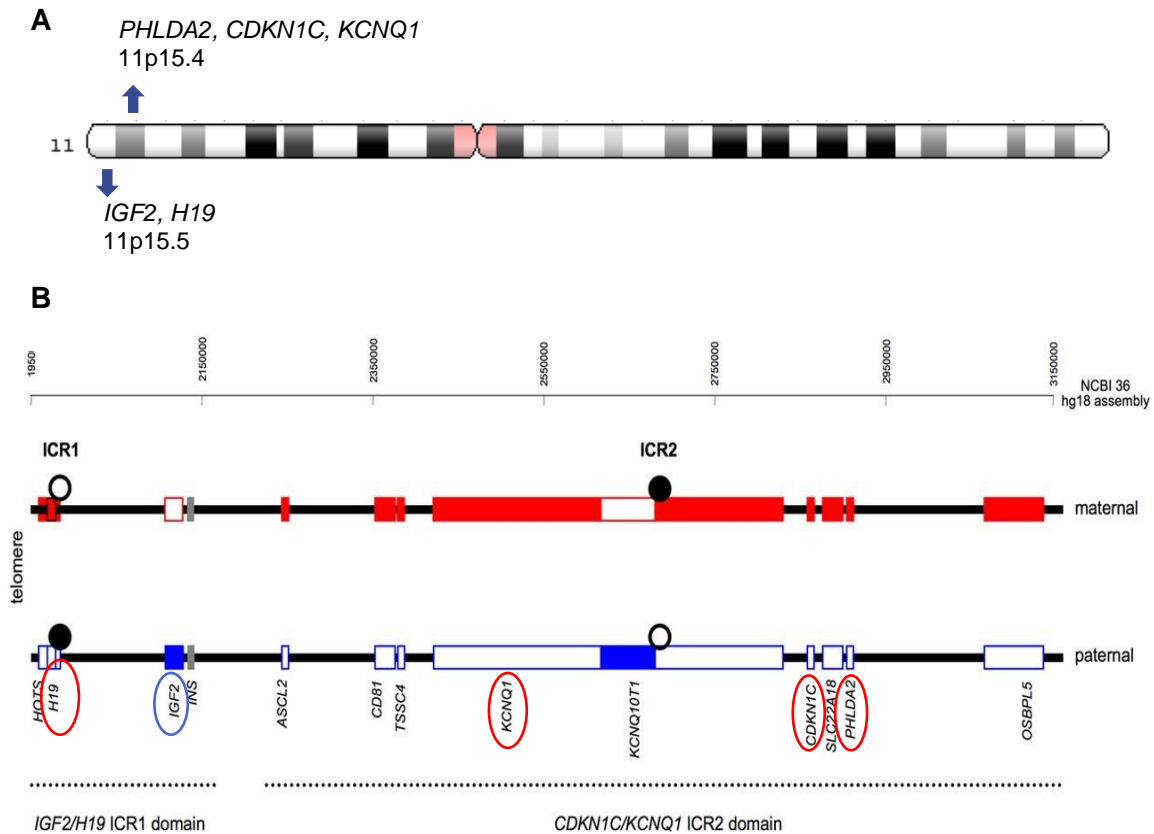 A
PHLDA2, CDKN1C, KCNQ1
11p15.4
11
IGF2, H19
11p15.5
B
1950
2150000
2350000
2550000
27500000
2950000
3150000
NCBI 36
hg18 assembly
ICR1
ICR2
maternal
telomere
paternal
HOTS
H19
IGF2
INS
ASCL2
CD81
TSSC4
KCNQ1
KCNQ10T1
CDKN1C
SLC22A18
PHLDA2
OSBPL5
IGF2/H19 ICR1 domain
CDKN1C/KCNQ1 ICR2 domain